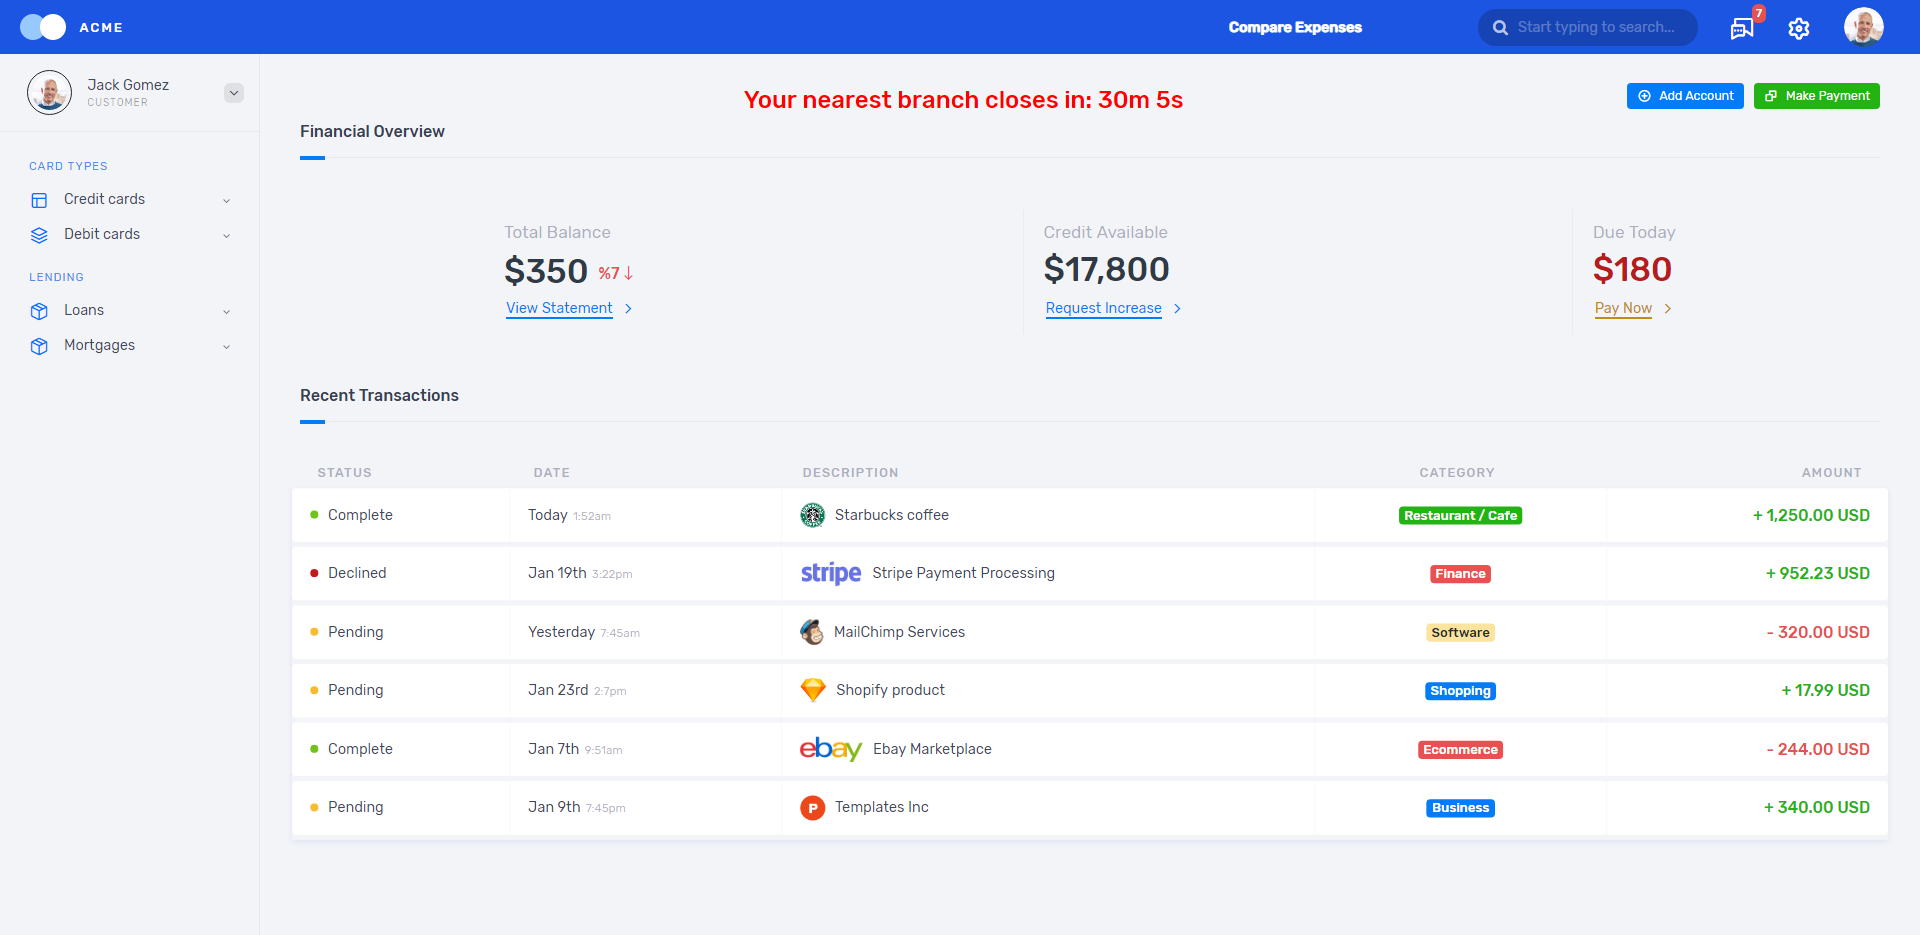 ACME
Compare Expenses
Start typing to search...
7
Jack Gomez
CUSTOMER
Your nearest branch closes in: 30m 5s
Add Account
Make Payment
Financial Overview
CARD TYPES
Credit cards
Debit cards
LENDING
Loans
Mortgages
Total Balance
$350 %7
View Statement
Credit Available
$17,800
Request Increase
Due Today
$180
Pay Now
Recent Transactions
STATUS DATE DESCRIPTION CATEGORY AMOUNT
Complete Today 1:52am Starbucks coffee Restaurant / Cafe + 1,250.00 USD
Declined Jan 19th 3:22pm stripe Stripe Payment Processing Finance + 952.23 USD
Pending Yesterday 7:45am MailChimp Services Software - 320.00 USD
Pending Jan 23rd 2:7pm Shopify product Shopping + 17.99 USD
Complete Jan 7th 9:51am ebay Ebay Marketplace Ecommerce - 244.00 USD
Pending Jan 9th 7:45pm P Templates Inc Business + 340.00 USD